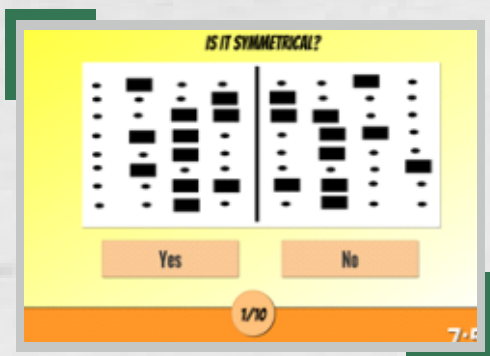 IS IT SYMMETRICAL?
Yes
No
1/10